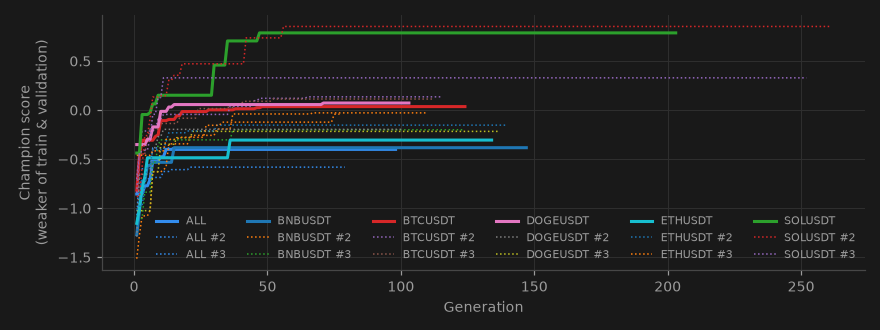 Champion score
(weaker of train & validation)
0.5
0.0
−0.5
−1.0
−1.5
ALL BNBUSDT BTCUSDT DOGEUSDT ETHUSDT SOLUSDT
ALL #2 BNBUSDT #2 BTCUSDT #2 DOGEUSDT #2 ETHUSDT #2 SOLUSDT #2
ALL #3 BNBUSDT #3 BTCUSDT #3 DOGEUSDT #3 ETHUSDT #3 SOLUSDT #3
0 50 100 150 200 250
Generation